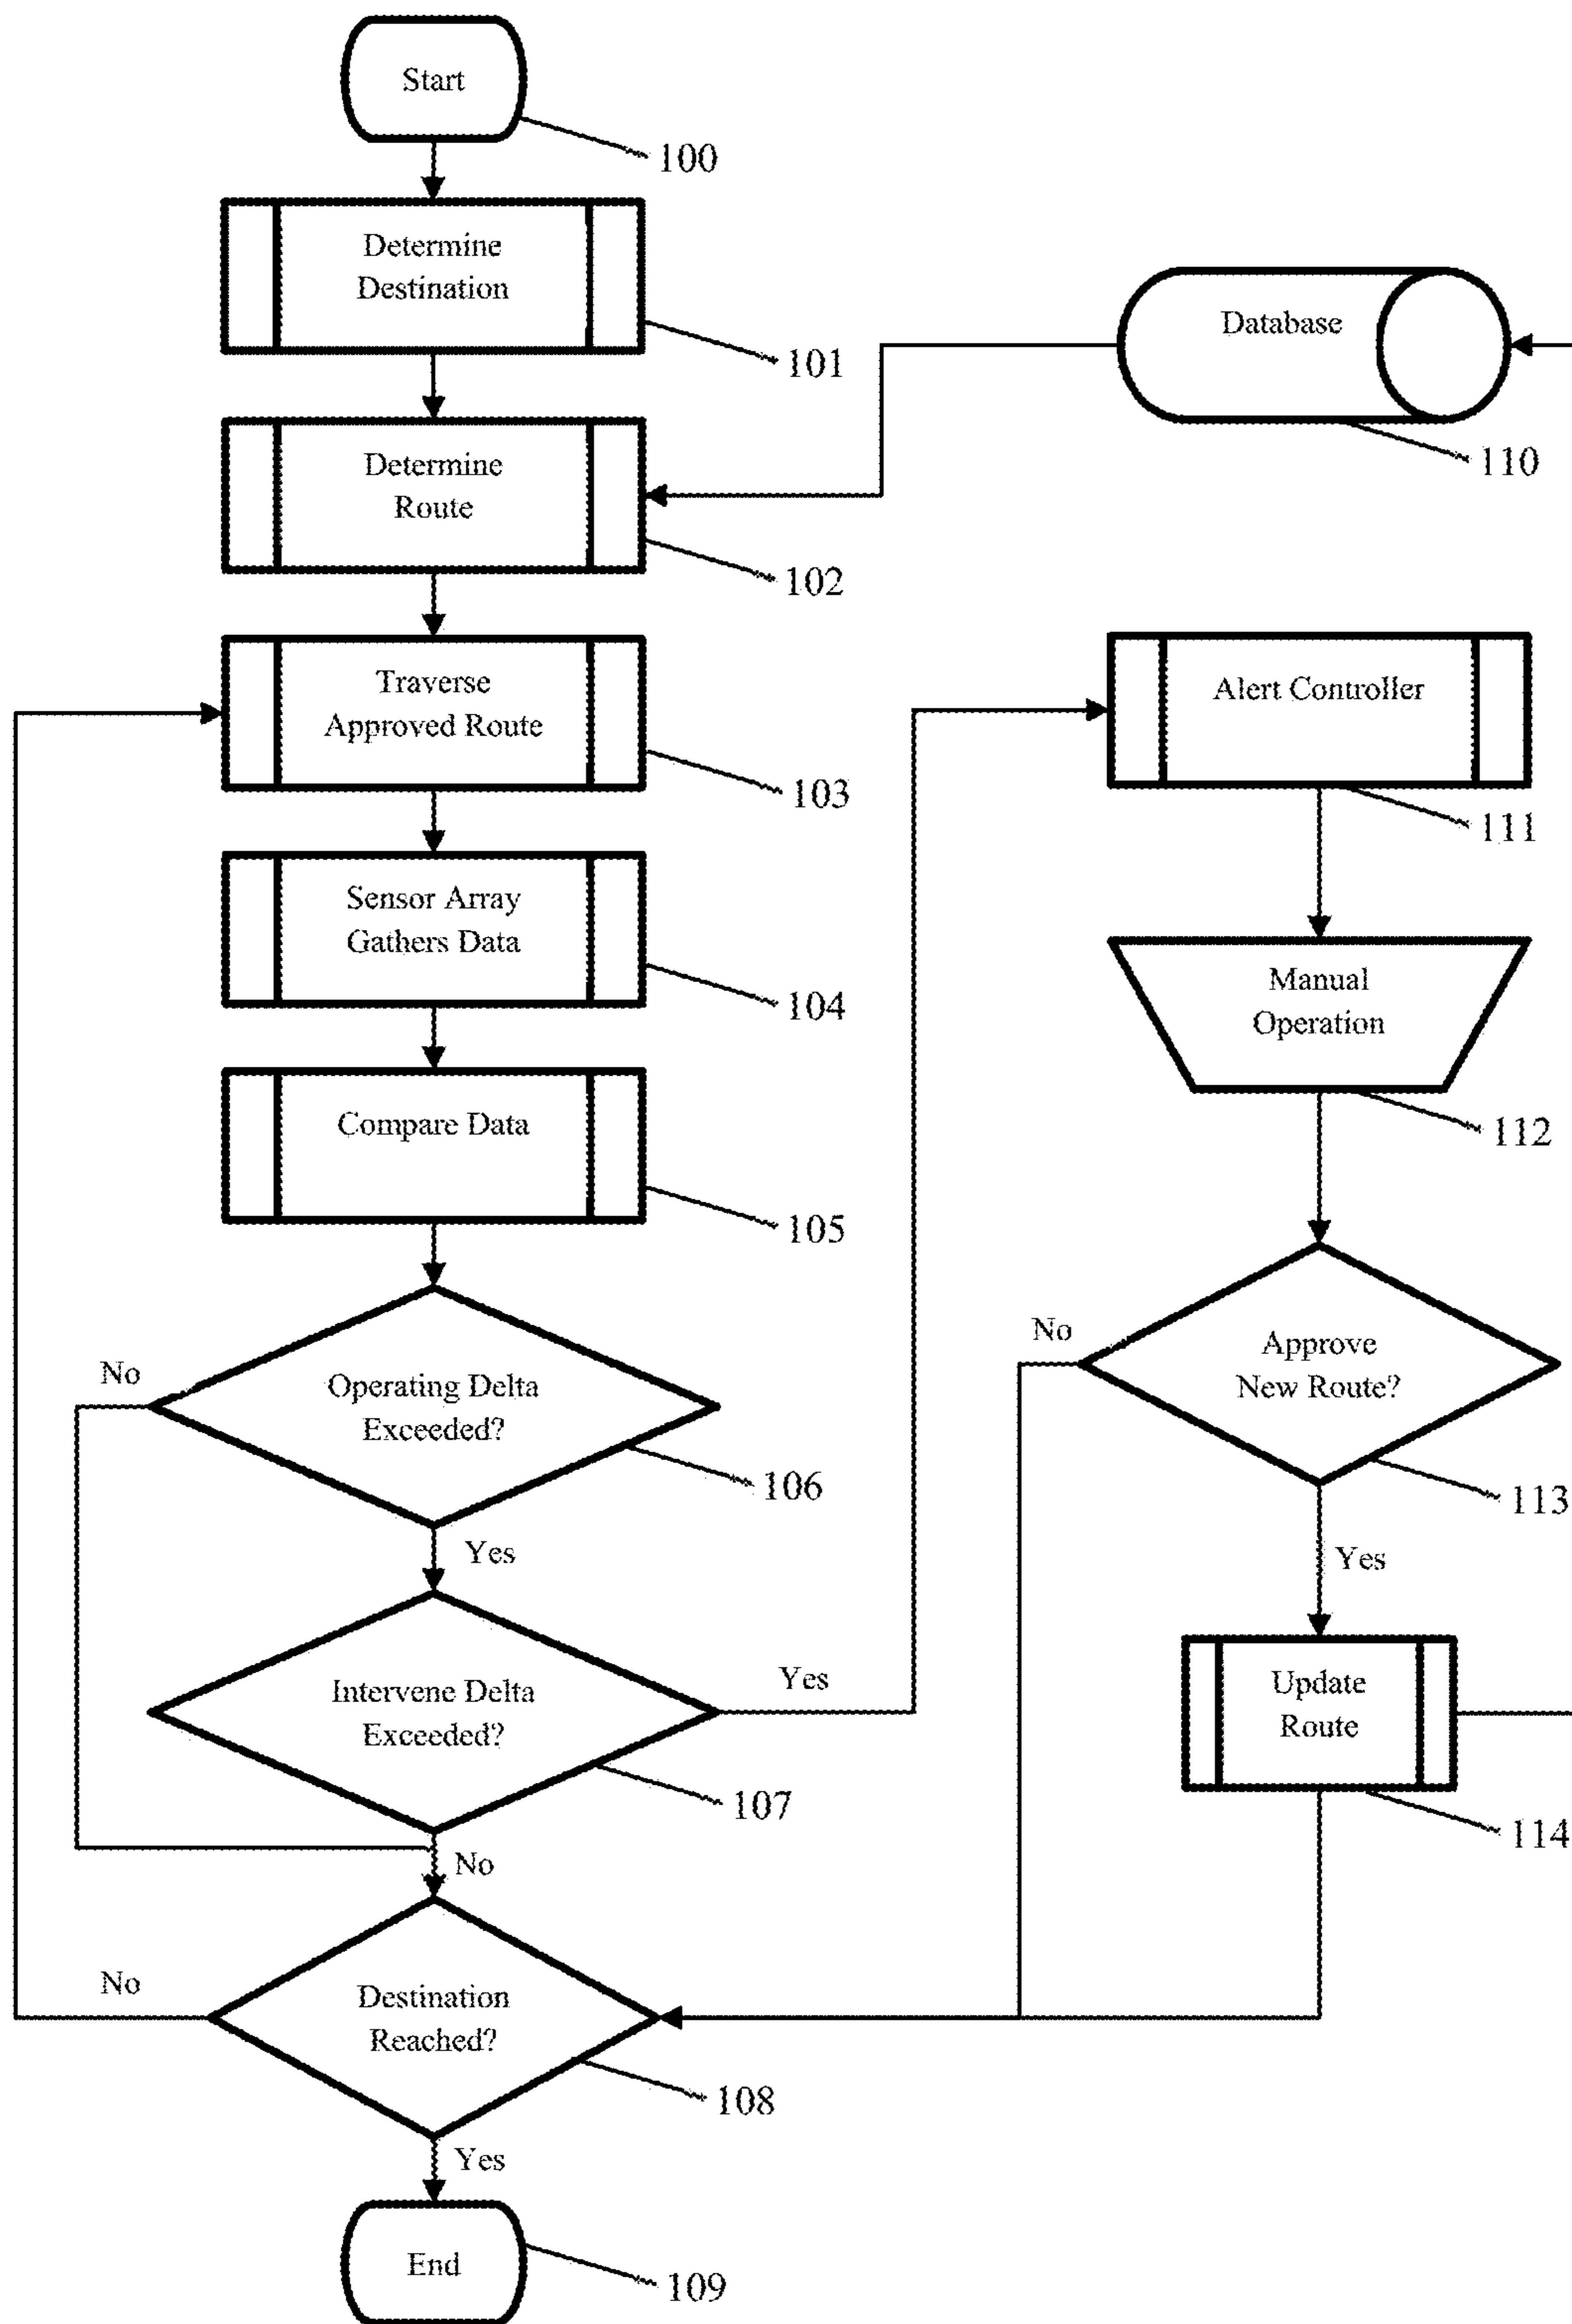 Start
100
Determine
Destination
101
Database
110
Determine
Route
102
Traverse
Approved Route
103
Alert Controller
111
Sensor Array
Gathers Data
104
Manual
Operation
112
Compare Data
105
No
Operating Delta
Exceeded?
106
Yes
No
Approve
New Route?
113
Yes
Intervene Delta
Exceeded?
Yes
107
No
Update
Route
114
No
Destination
Reached?
108
Yes
End
109